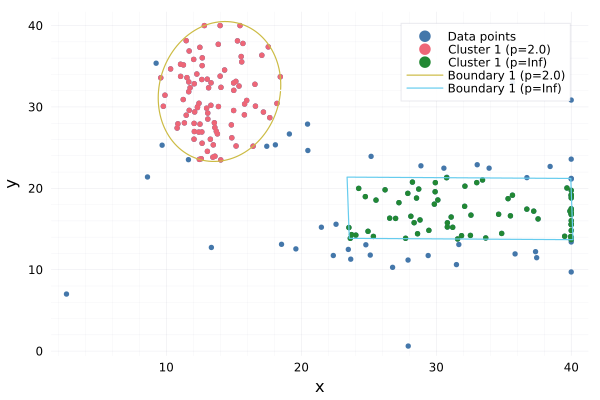 Data points
Cluster 1 (p=2.0)
Cluster 1 (p=Inf)
Boundary 1 (p=2.0)
Boundary 1 (p=Inf)
40
30
20
10
0
y
10
20
30
40
x